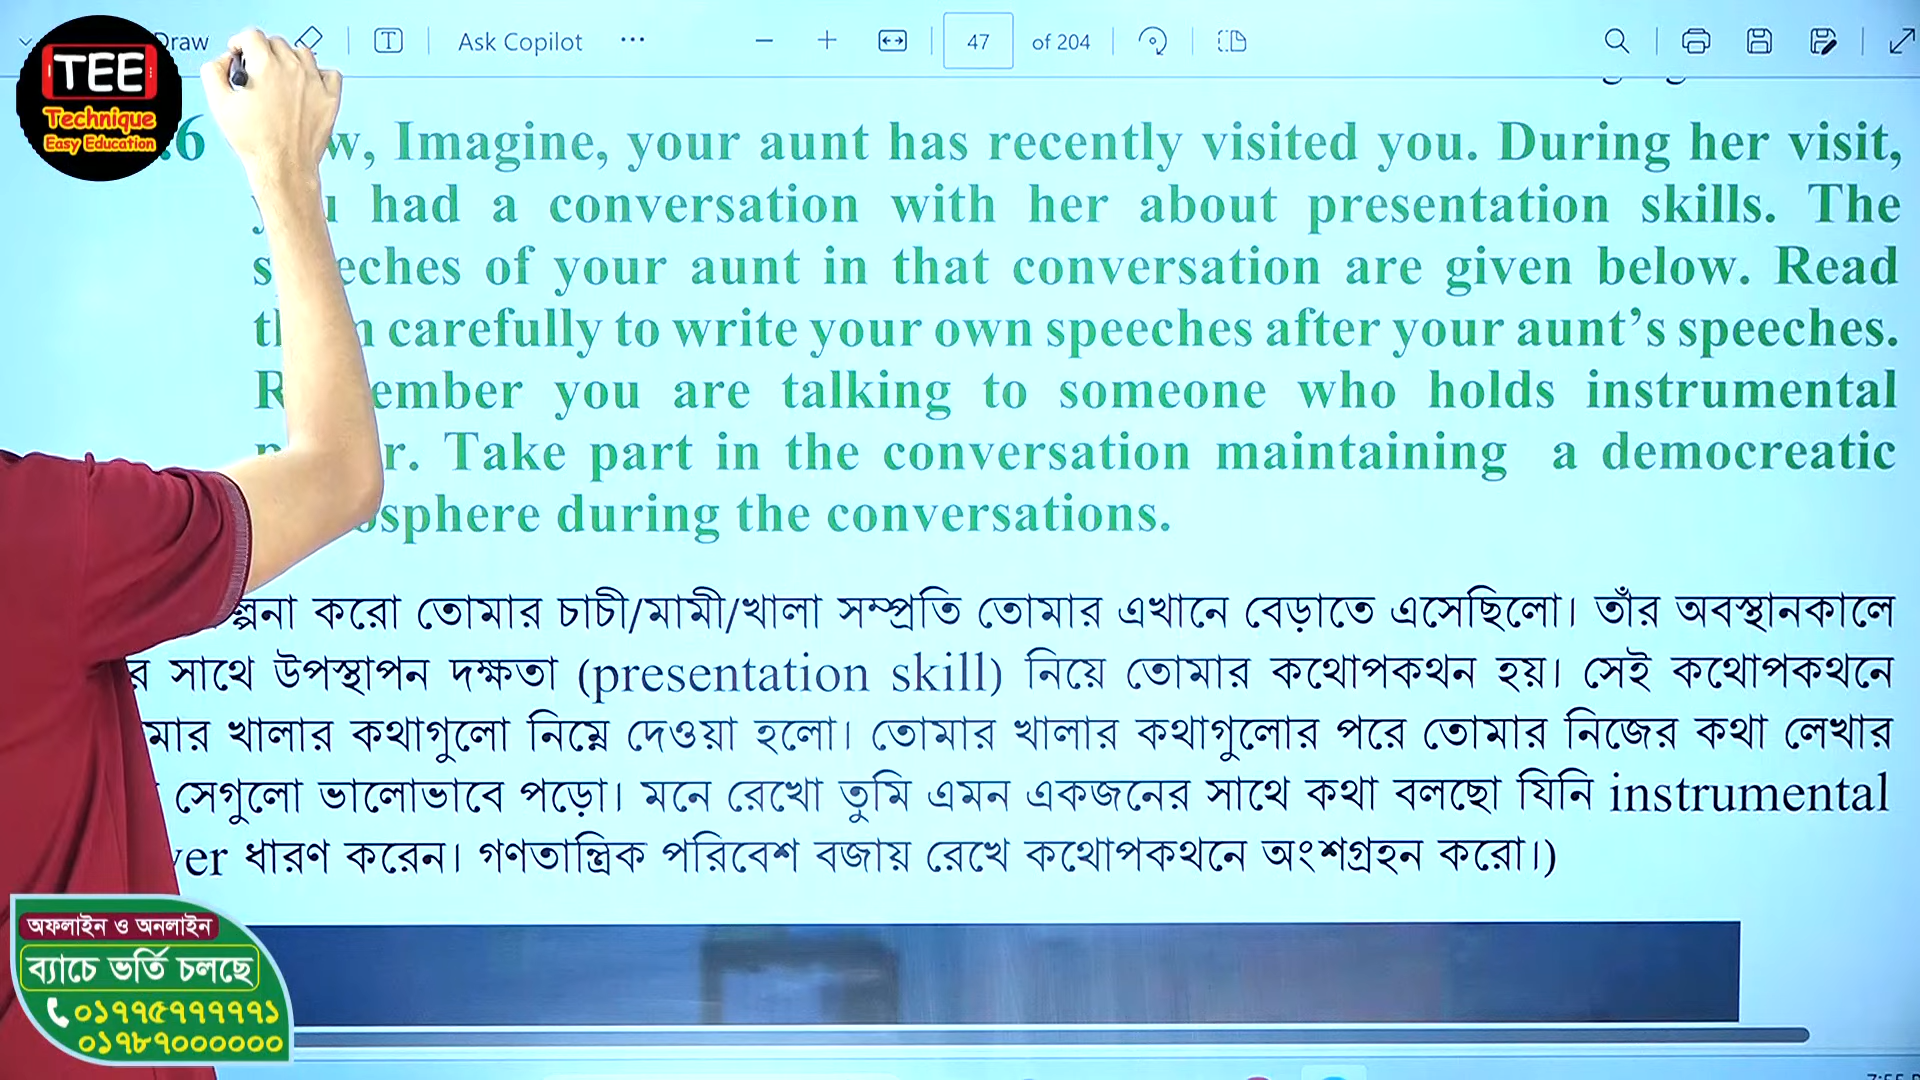 Draw
Ask Copilot
47 of 204
TEE
Technique
Easy Education
.6 w, Imagine, your aunt has recently visited you. During her visit,
had a conversation with her about presentation skills. The
eches of your aunt in that conversation are given below. Read
carefully to write your own speeches after your aunt’s speeches.
ember you are talking to someone who holds instrumental
r. Take part in the conversation maintaining a democreatic
osphere during the conversations.
ল্পনা করো তোমার চাচী/মামী/খালা সম্প্রতি তোমার এখানে বেড়াতে এসেছিলো। তাঁর অবস্থানকালে
র সাথে উপস্থাপন দক্ষতা (presentation skill) নিয়ে তোমার কথোপকথন হয়। সেই কথোপকথনে
মার খালার কথাগুলো নিম্নে দেওয়া হলো। তোমার খালার কথাগুলোর পরে তোমার নিজের কথা লেখার
সেগুলো ভালোভাবে পড়ো। মনে রেখো তুমি এমন একজনের সাথে কথা বলছো যিনি instrumental
ver ধারণ করেন। গণতান্ত্রিক পরিবেশ বজায় রেখে কথোপকথনে অংশগ্রহন করো।)
অফলাইন ও অনলাইন
ব্যাচে ভর্তি চলছে
০১৭৭৫৭৭৭৭৭১
০১৭৮৭০০০০০০